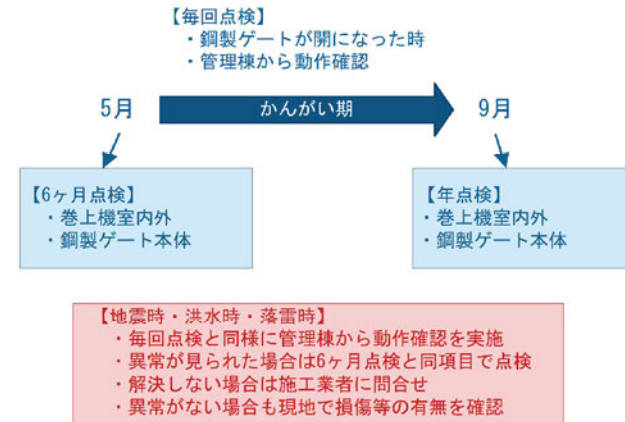 【毎回点検】
・鋼製ゲートが開になった時
・管理棟から動作確認
5月
かんがい期
9月
【6ヶ月点検】
・巻上機室内外
・鋼製ゲート本体
【年点検】
・巻上機室内外
・鋼製ゲート本体
【地震時・洪水時・落雷時】
・毎回点検と同様に管理棟から動作確認を実施
・異常が見られた場合は6ヶ月点検と同項目で点検
・解決しない場合は施工業者に問合せ
・異常がない場合も現地で損傷等の有無を確認